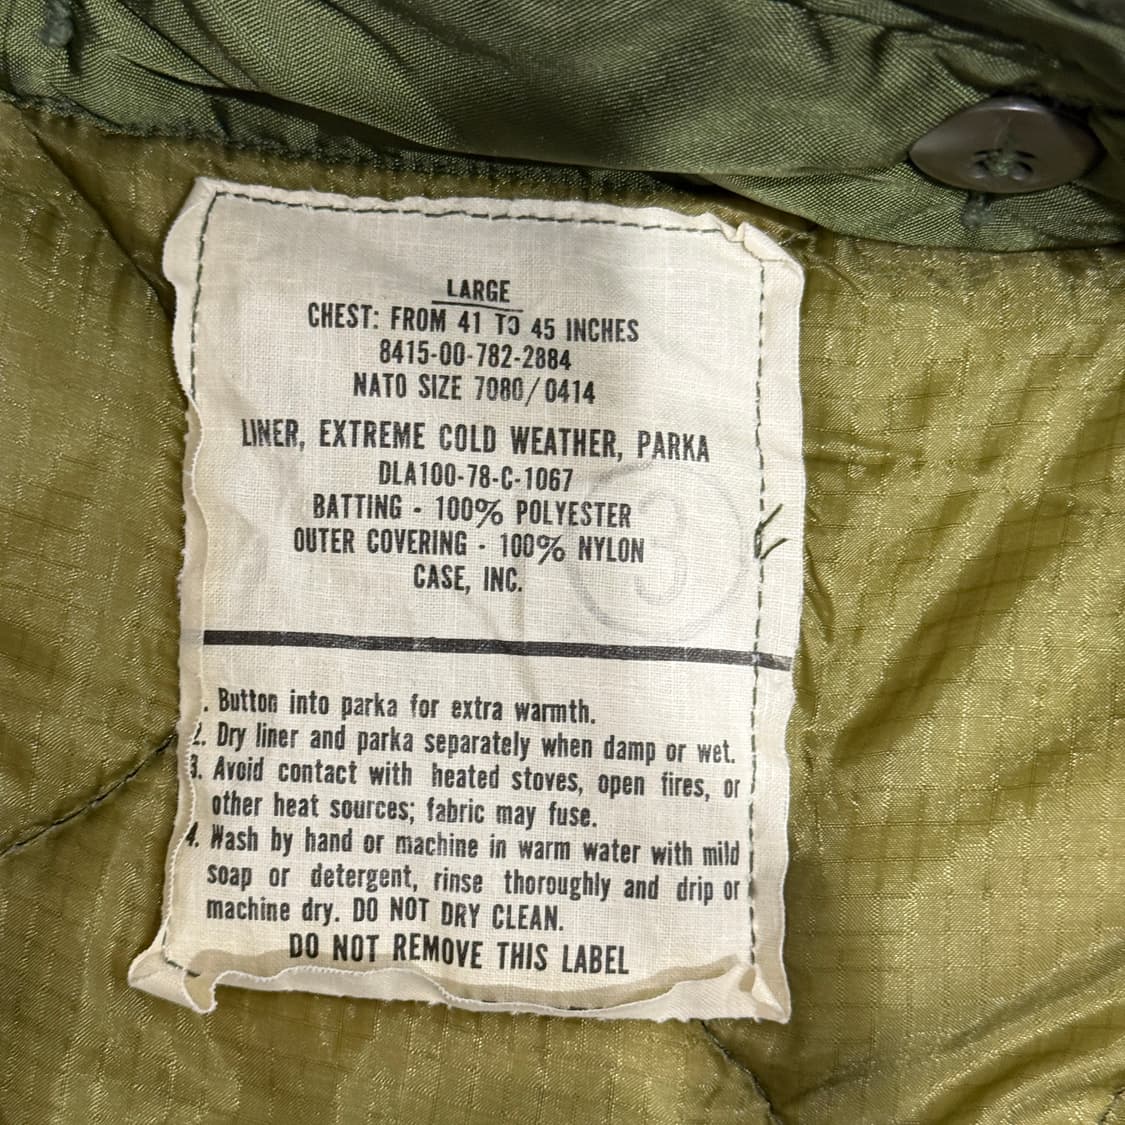 LARGE
CHEST: FROM 41 TO 45 INCHES
8415-00-782-2884
NATO SIZE 7080/0414
LINER, EXTREME COLD WEATHER, PARKA
DLA100-78-C-1067
BATTING - 100% POLYESTER
OUTER COVERING - 100% NYLON
CASE, INC.
3
. Button into parka for extra warmth.
2. Dry liner and parka separately when damp or wet.
3. Avoid contact with heated stoves, open fires, or
other heat sources; fabric may fuse.
4. Wash by hand or machine in warm water with mild
soap or detergent, rinse thoroughly and drip or
machine dry. DO NOT DRY CLEAN.
DO NOT REMOVE THIS LABEL